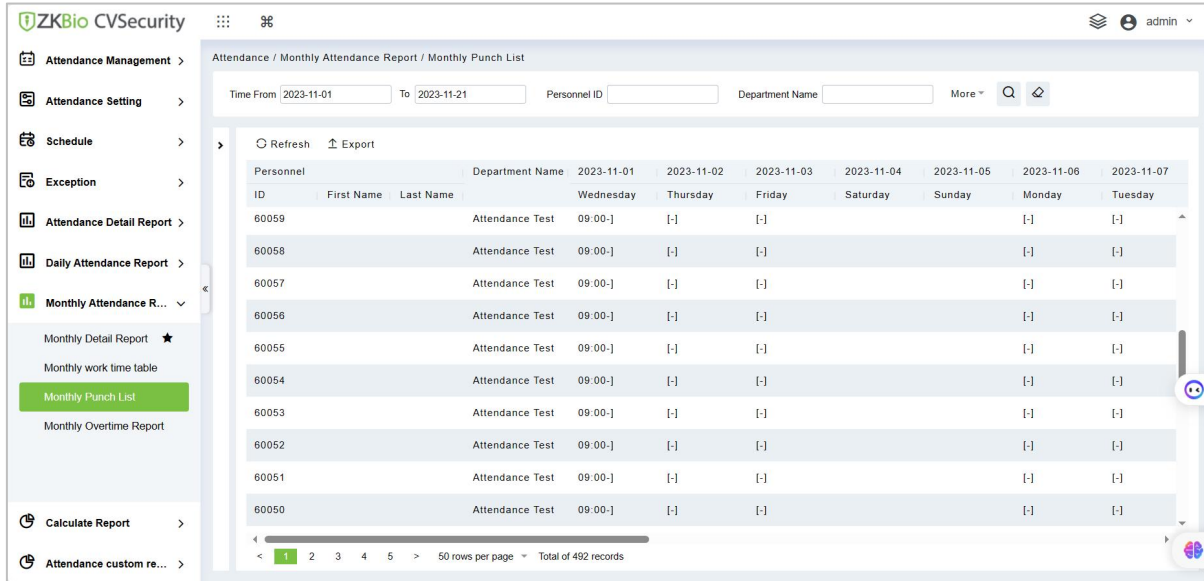 ZKBio CVSecurity
admin
Attendance Management
Attendance Setting
Schedule
Exception
Attendance Detail Report
Daily Attendance Report
Monthly Attendance R...
Monthly Detail Report
Monthly work time table
Monthly Punch List
Monthly Overtime Report
Calculate Report
Attendance custom re...
Attendance / Monthly Attendance Report / Monthly Punch List
Time From 2023-11-01 To 2023-11-21 Personnel ID Department Name More
Refresh Export
Personnel Department Name 2023-11-01 2023-11-02 2023-11-03 2023-11-04 2023-11-05 2023-11-06 2023-11-07
ID First Name Last Name Wednesday Thursday Friday Saturday Sunday Monday Tuesday
60059 Attendance Test 09:00-] [-] [-] [-] [-]
60058 Attendance Test 09:00-] [-] [-] [-] [-]
60057 Attendance Test 09:00-] [-] [-] [-] [-]
60056 Attendance Test 09:00-] [-] [-] [-] [-]
60055 Attendance Test 09:00-] [-] [-] [-] [-]
60054 Attendance Test 09:00-] [-] [-] [-] [-]
60053 Attendance Test 09:00-] [-] [-] [-] [-]
60052 Attendance Test 09:00-] [-] [-] [-] [-]
60051 Attendance Test 09:00-] [-] [-] [-] [-]
60050 Attendance Test 09:00-] [-] [-] [-] [-]
< 1 2 3 4 5 > 50 rows per page Total of 492 records